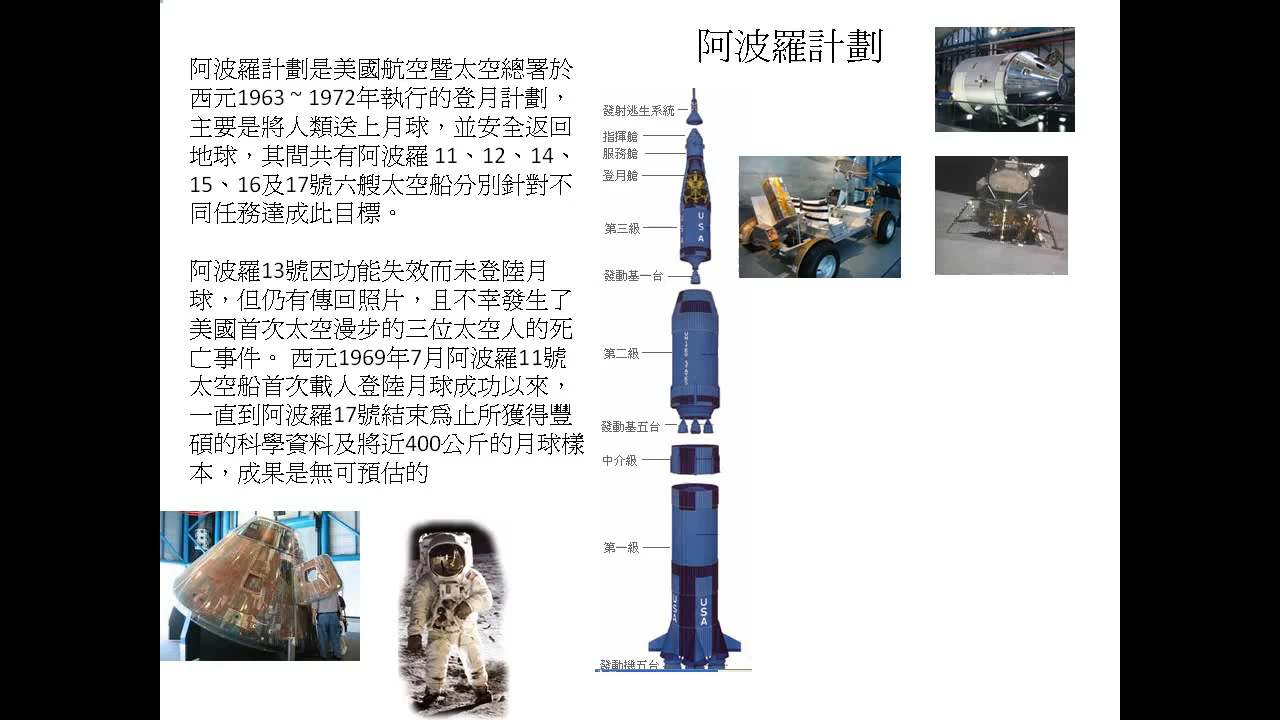 阿波羅計劃
阿波羅計劃是美國航空暨太空總署於
西元1963 ~ 1972年執行的登月計劃，
主要是將人類送上月球，並安全返回
地球，其間共有阿波羅 11、12、14、
15、16及17號六艘太空船分別針對不
同任務達成此目標。
阿波羅13號因功能失效而未登陸月
球，但仍有傳回照片，且不幸發生了
美國首次太空漫步的三位太空人的死
亡事件。 西元1969年7月阿波羅11號
太空船首次載人登陸月球成功以來，
一直到阿波羅17號結束為止所獲得豐
碩的科學資料及將近400公斤的月球樣
本，成果是無可預估的
發射逃生系統
指揮艙
服務艙
登月艙
第三級
USA
USA
發動基一台
第二級
UNITED STATES
發動基五台
中介級
第一級
USA
USA
發動機五台